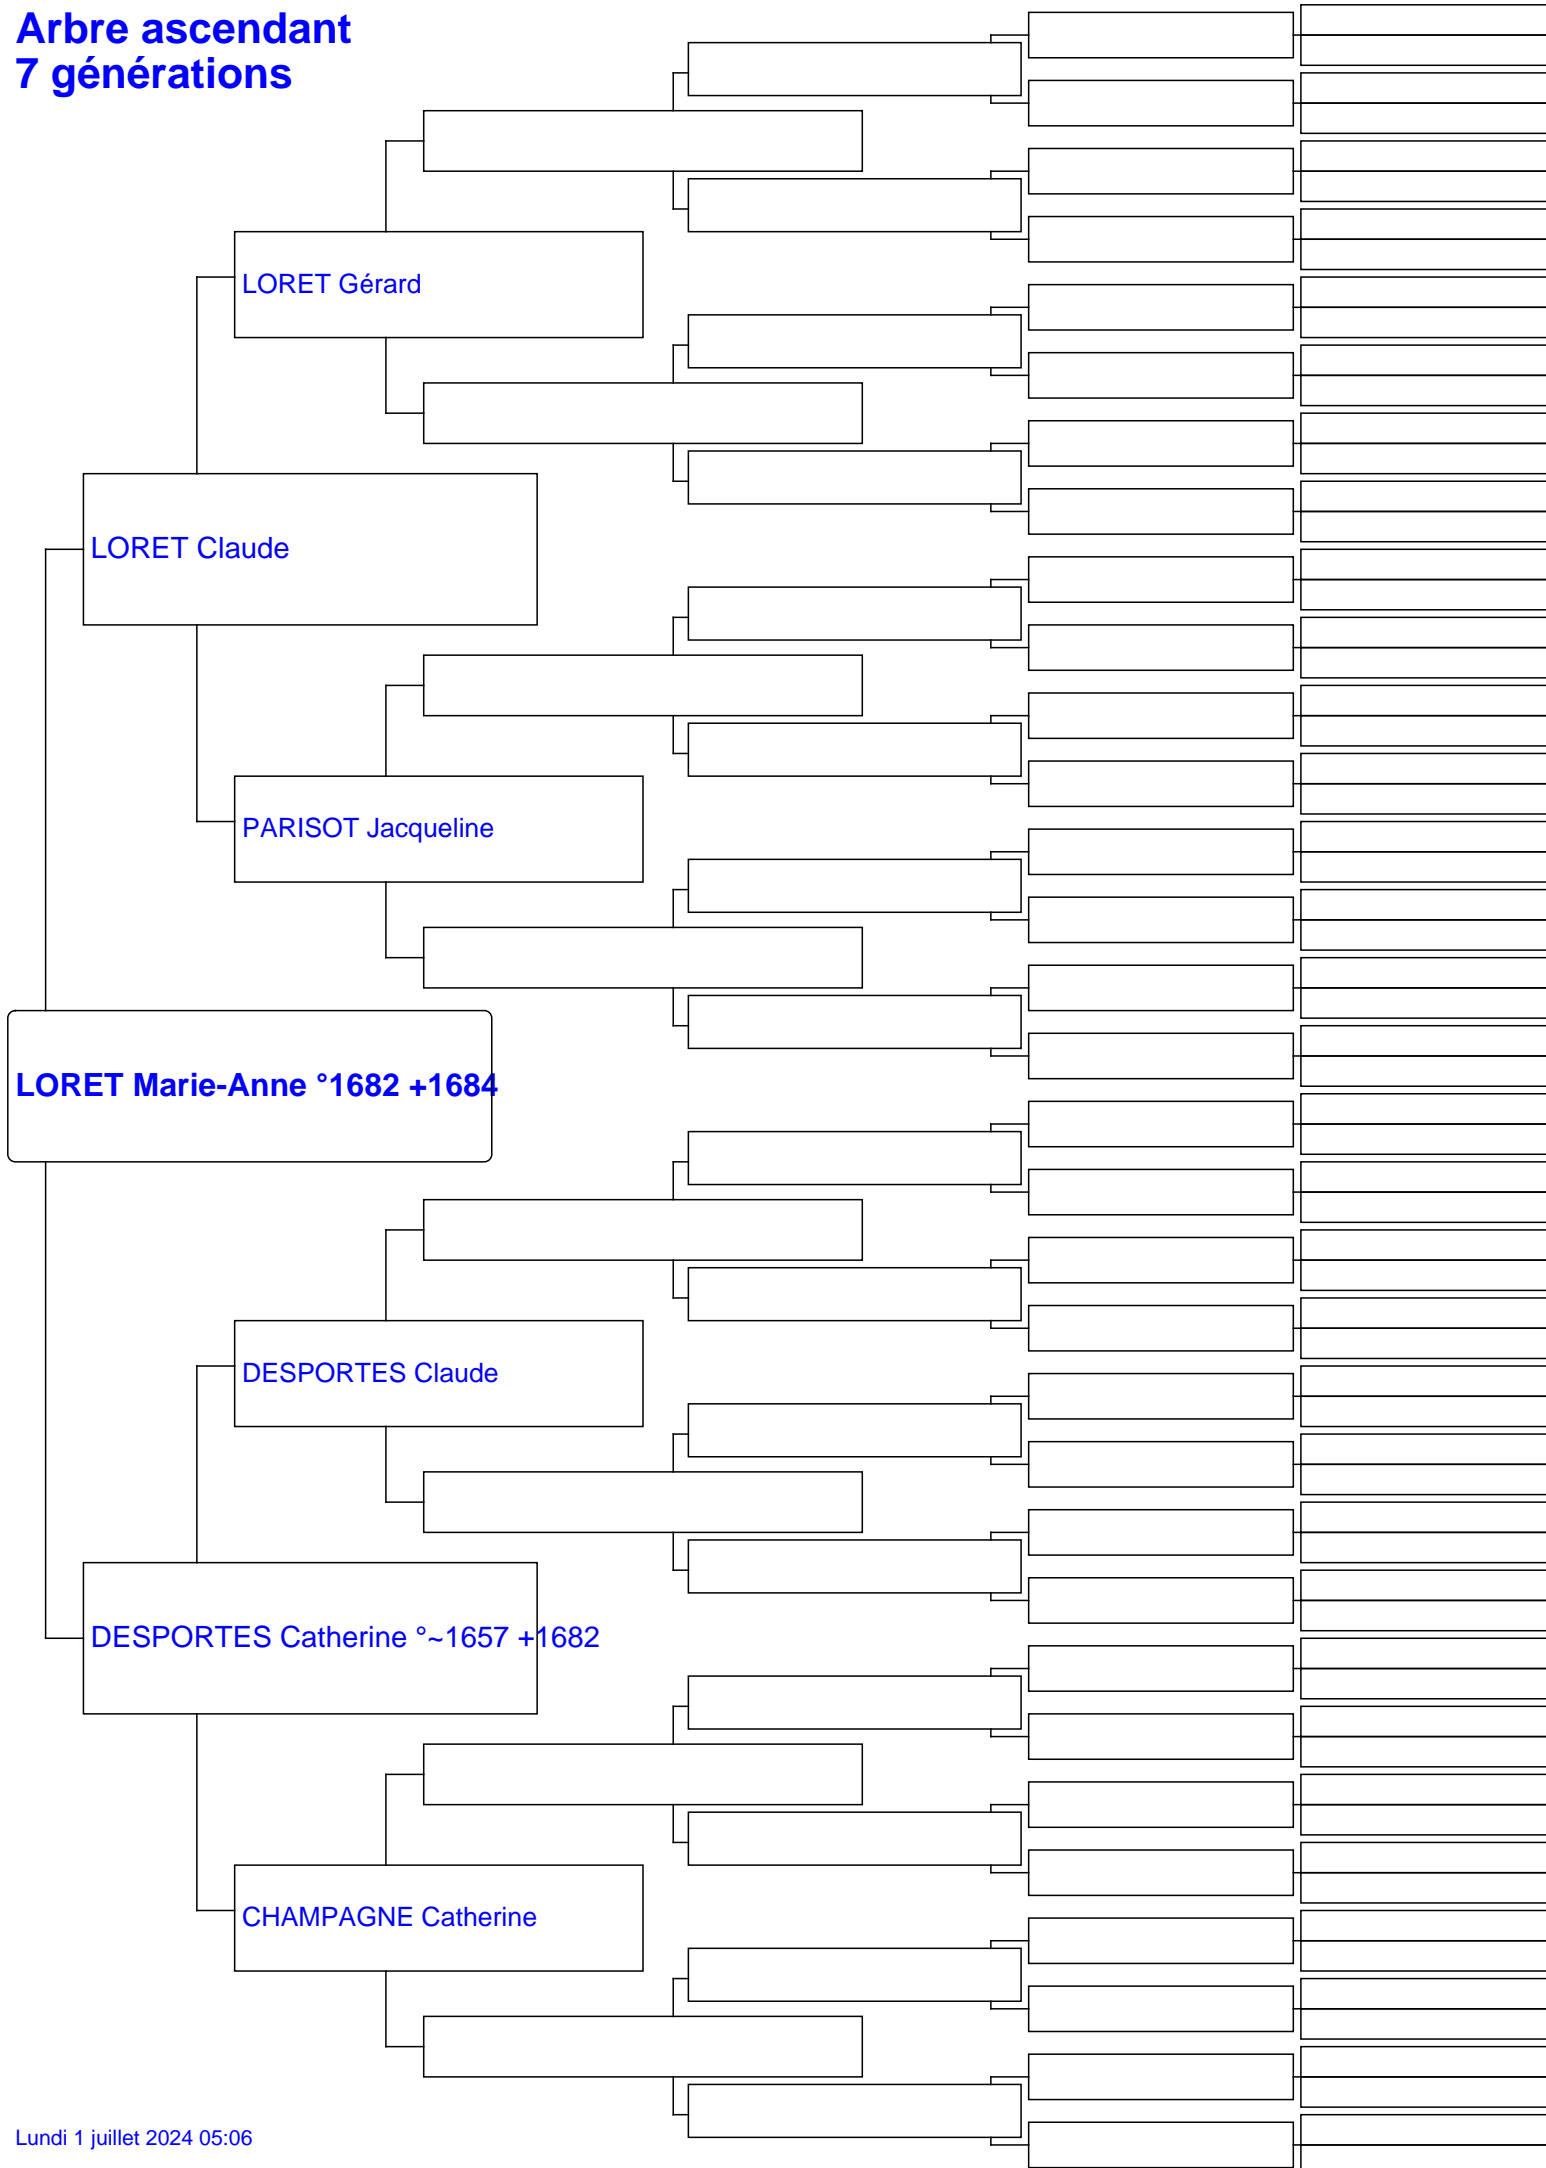 Arbre ascendant
7 générations
LORET Gérard
LORET Claude
PARISOT Jacqueline
LORET Marie-Anne °1682 +1684
DESPORTES Claude
DESPORTES Catherine °~1657 +1682
CHAMPAGNE Catherine
Lundi 1 juillet 2024 05:06